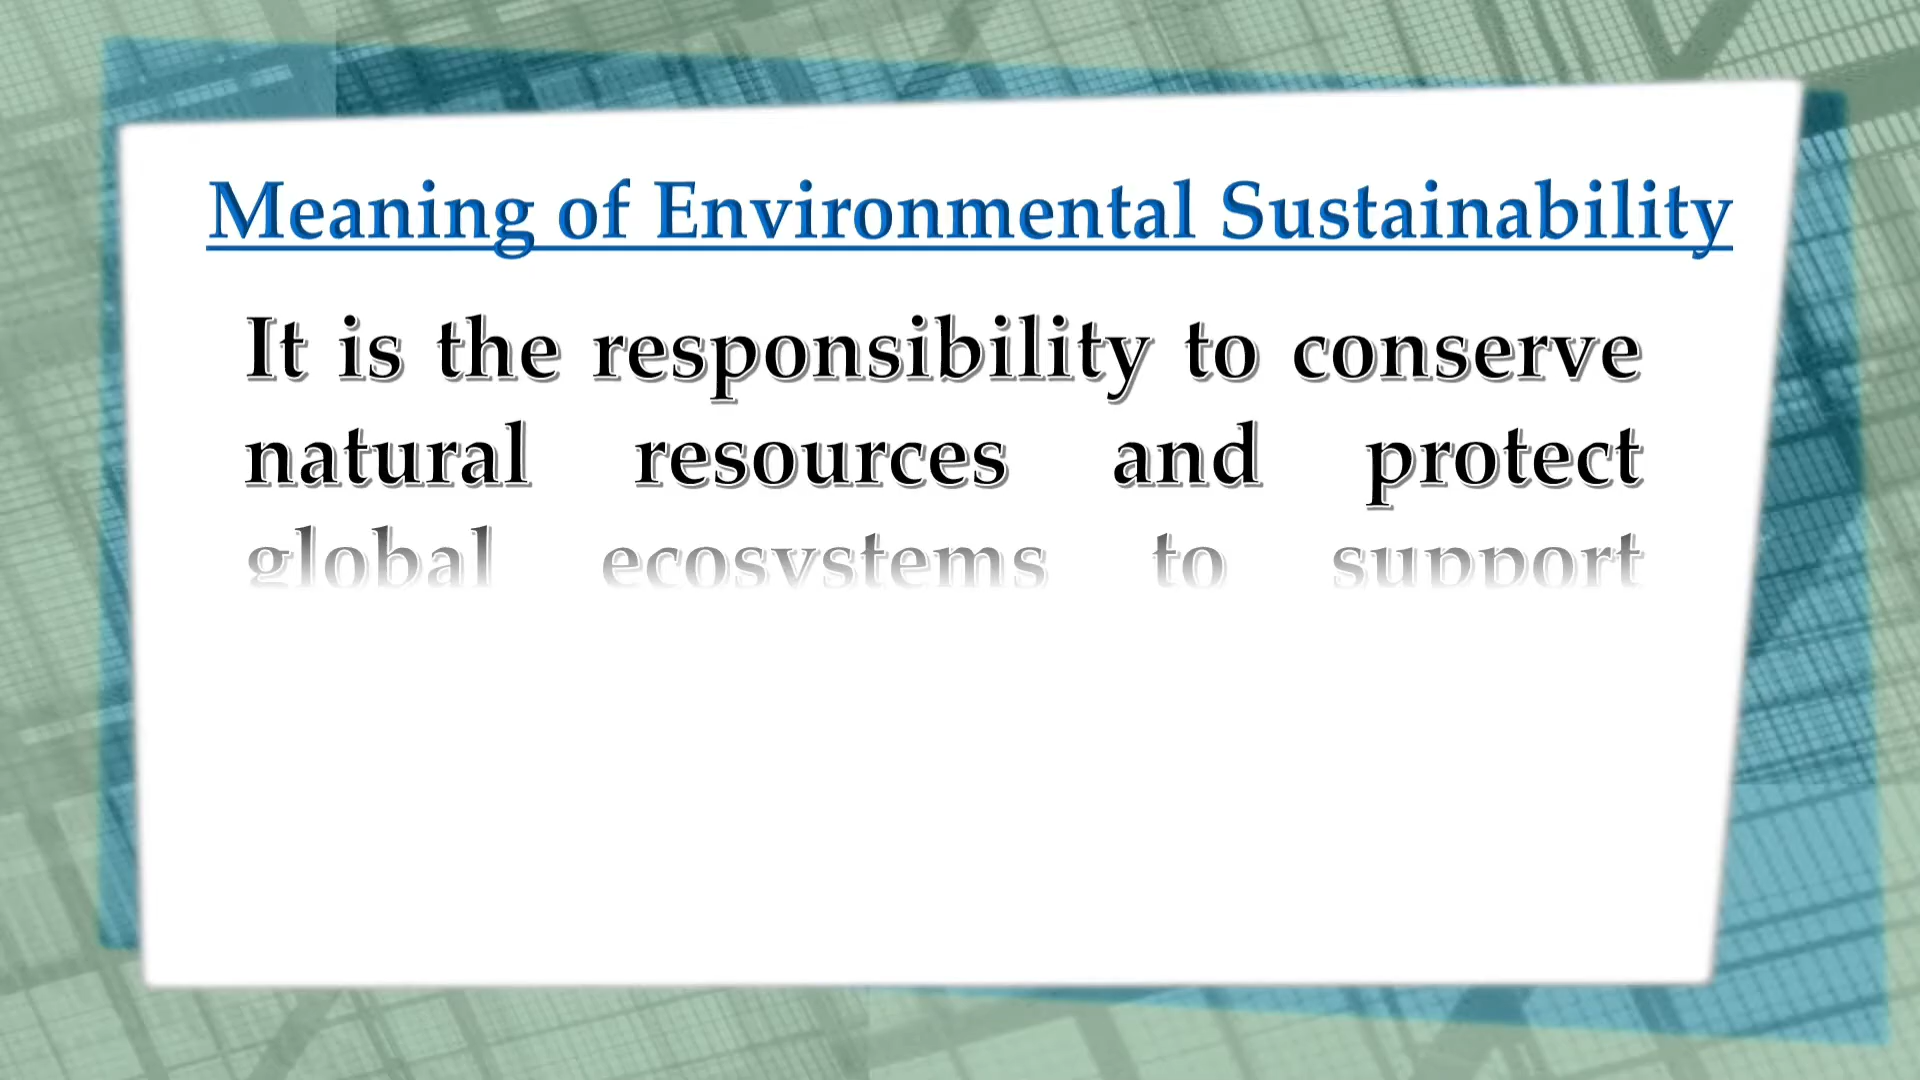 Meaning of Environmental Sustainability
It is the responsibility to conserve
natural resources and protect
global ecosystems to support